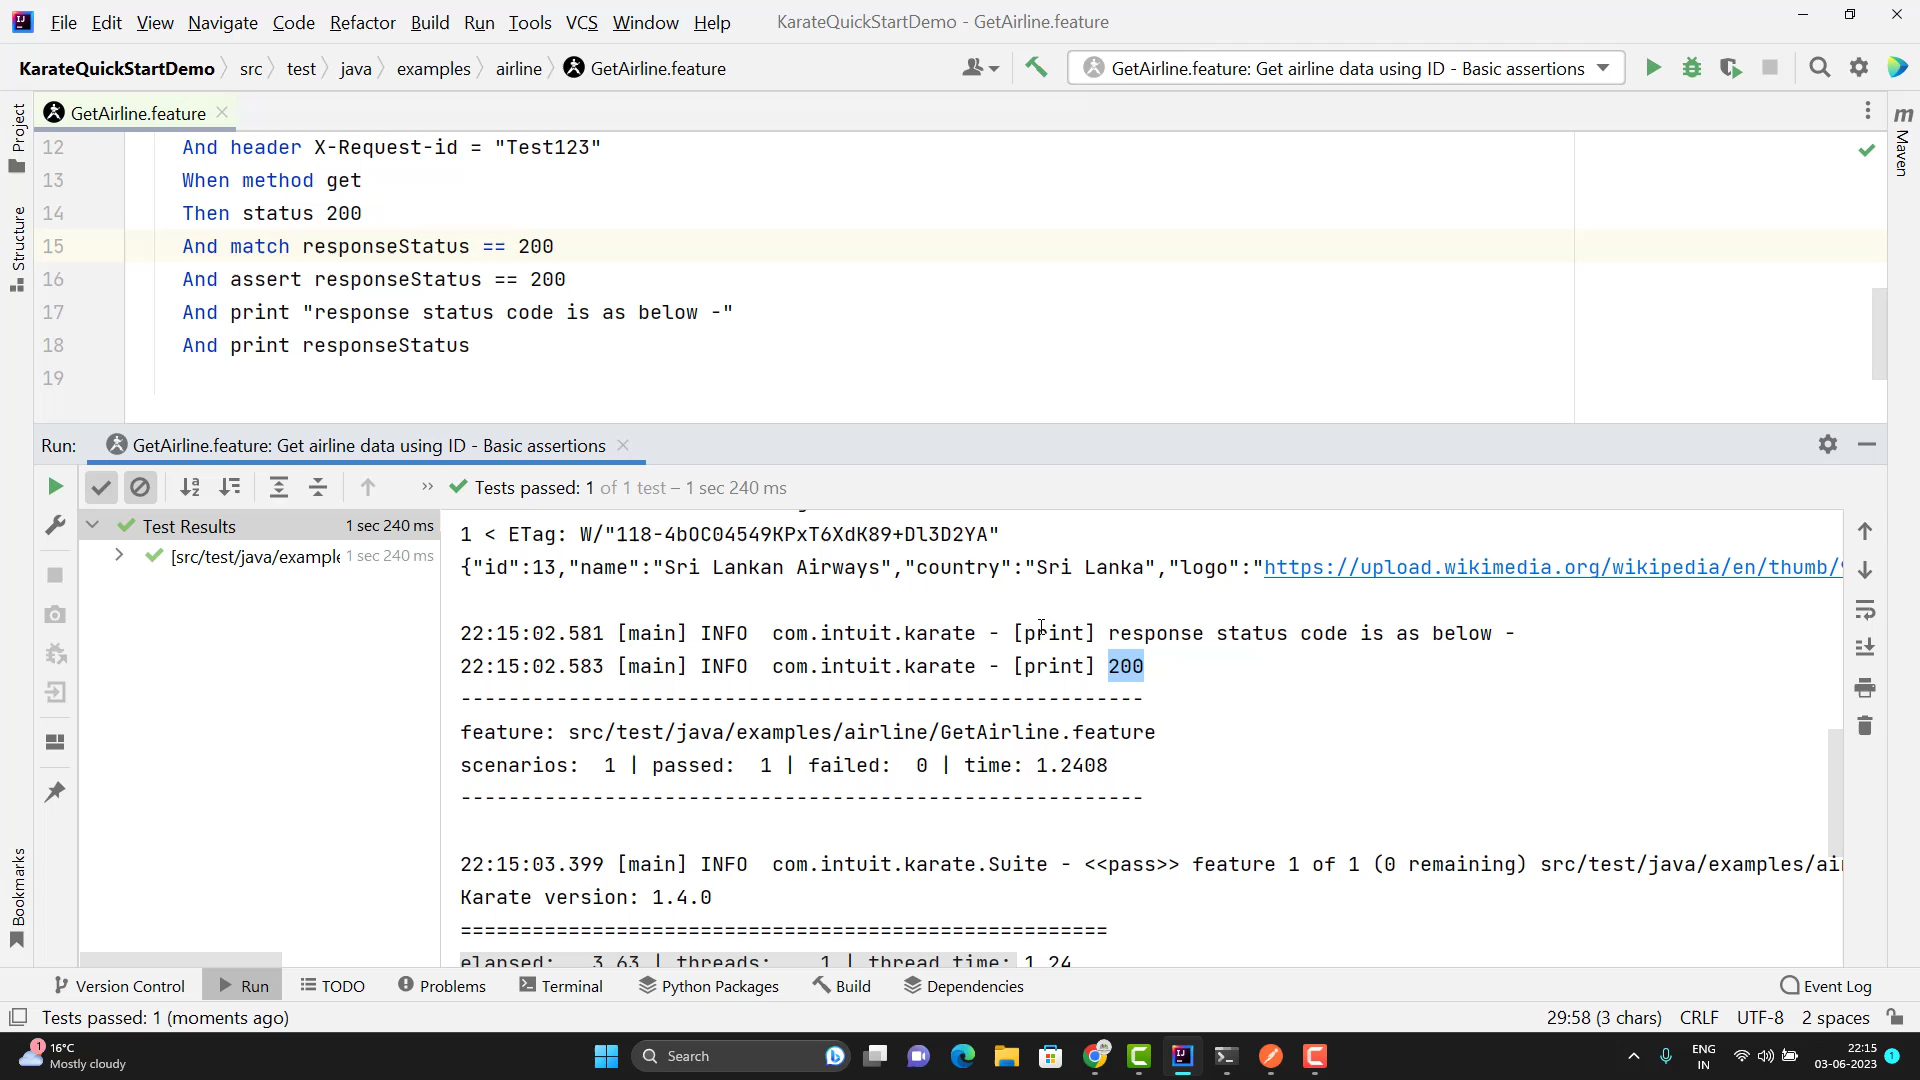 File Edit View Navigate Code Refactor Build Run Tools VCS Window Help KarateQuickStartDemo - GetAirline.feature
KarateQuickStartDemo src test java examples airline GetAirline.feature GetAirline.feature: Get airline data using ID - Basic assertions
Project
Structure
Bookmarks
Maven
GetAirline.feature
12 And header X-Request-id = "Test123"
13 When method get
14 Then status 200
15 And match responseStatus == 200
16 And assert responseStatus == 200
17 And print "response status code is as below -"
18 And print responseStatus
19
Run: GetAirline.feature: Get airline data using ID - Basic assertions
Tests passed: 1 of 1 test – 1 sec 240 ms
Test Results 1 sec 240 ms
[src/test/java/example 1 sec 240 ms
1 < ETag: W/"118-4bOC04549KPxT6XdK89+Dl3D2YA"
{"id":13,"name":"Sri Lankan Airways","country":"Sri Lanka","logo":"https://upload.wikimedia.org/wikipedia/en/thumb/
22:15:02.581 [main] INFO com.intuit.karate - [print] response status code is as below -
22:15:02.583 [main] INFO com.intuit.karate - [print] 200
---------------------------------------------------------
feature: src/test/java/examples/airline/GetAirline.feature
scenarios: 1 | passed: 1 | failed: 0 | time: 1.2408
---------------------------------------------------------
22:15:03.399 [main] INFO com.intuit.karate.Suite - <<pass>> feature 1 of 1 (0 remaining) src/test/java/examples/ai
Karate version: 1.4.0
======================================================
elapsed: 3.63 | threads: 1 | thread time: 1.24
Version Control Run TODO Problems Terminal Python Packages Build Dependencies Event Log
Tests passed: 1 (moments ago) 29:58 (3 chars) CRLF UTF-8 2 spaces
1 16°C
Mostly cloudy
Search
ENG
IN
22:15
03-06-2023
1